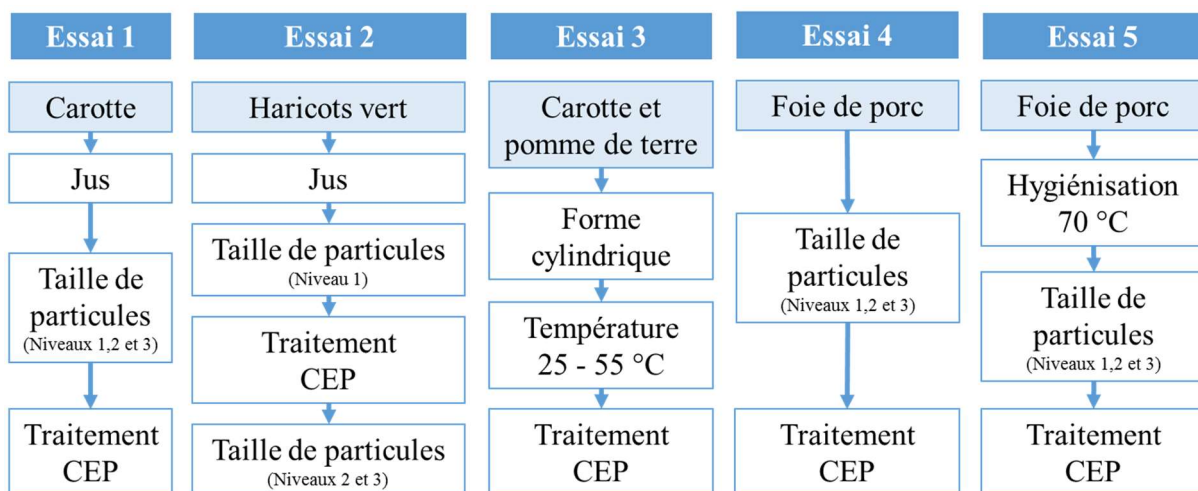 Essai 1
Carotte
Jus
Taille de
particules
(Niveaux 1,2 et 3)
Traitement
CEP
Essai 2
Haricots vert
Jus
Taille de particules
(Niveau 1)
Traitement
CEP
Taille de particules
(Niveaux 2 et 3)
Essai 3
Carotte et
pomme de terre
Forme
cylindrique
Température
25 - 55 °C
Traitement
CEP
Essai 4
Foie de porc
Taille de
particules
(Niveaux 1,2 et 3)
Traitement
CEP
Essai 5
Foie de porc
Hygiénisation
70 °C
Taille de
particules
(Niveaux 1,2 et 3)
Traitement
CEP